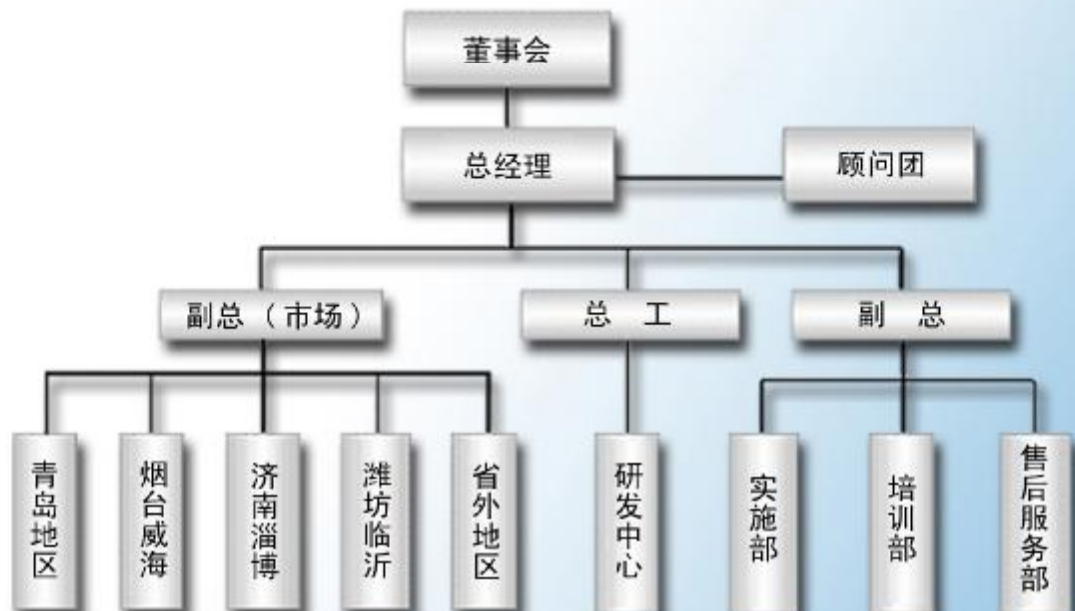 董事会
总经理
顾问团
副总（市场）
总 工
副 总
青岛地区
烟台威海
济南淄博
潍坊临沂
省外地区
研发中心
实施部
培训部
售后服务部